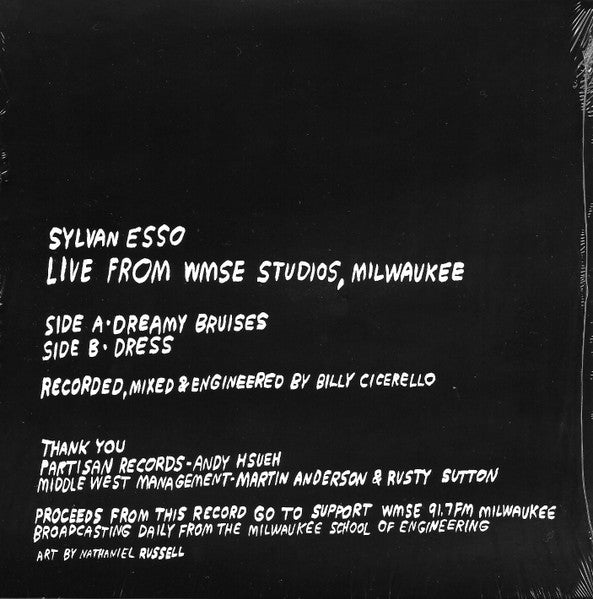 SYLVAN ESSO
LIVE FROM WMSE STUDIOS, MILWAUKEE
SIDE A · DREAMY BRUISES
SIDE B · DRESS
RECORDED, MIXED & ENGINEERED BY BILLY CICERELLO
THANK YOU
PARTISAN RECORDS - ANDY HSUEH
MIDDLE WEST MANAGEMENT - MARTIN ANDERSON & RUSTY SUTTON
PROCEEDS FROM THIS RECORD GO TO SUPPORT WMSE 91.7FM MILWAUKEE
BROADCASTING DAILY FROM THE MILWAUKEE SCHOOL OF ENGINEERING
ART BY NATHANIEL RUSSELL